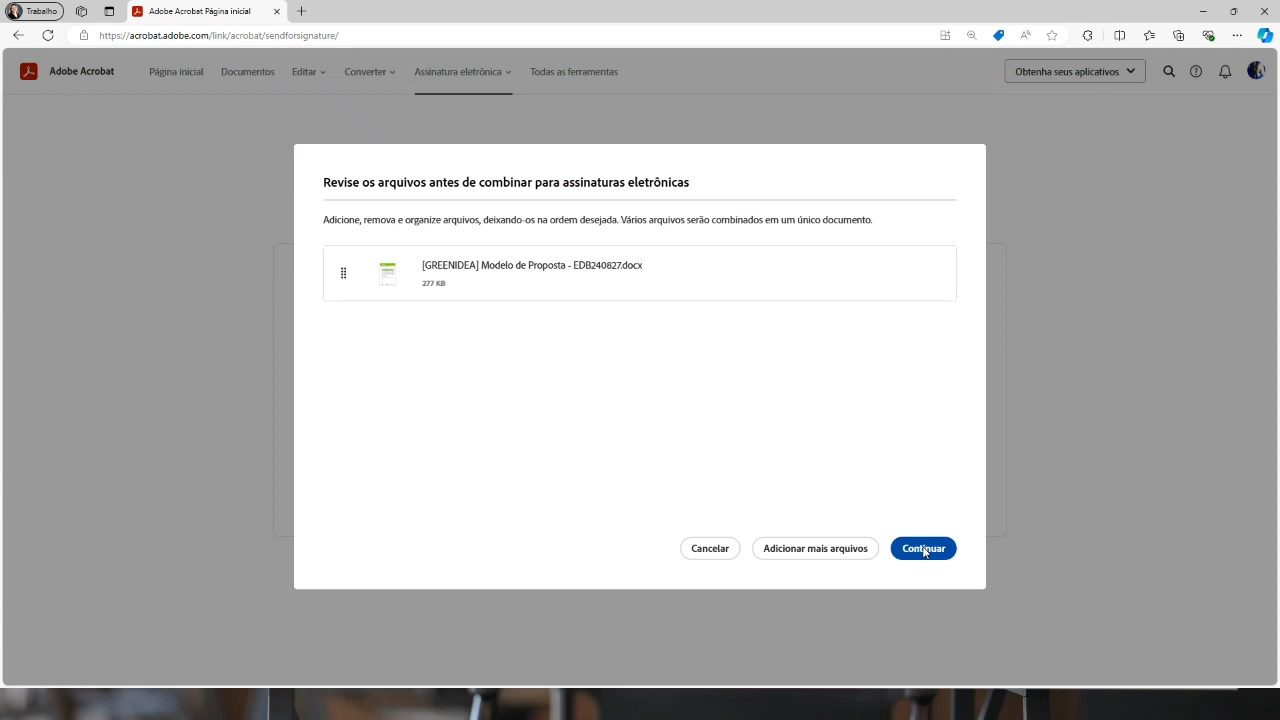 Trabalho
Adobe Acrobat Página inicial
https://acrobat.adobe.com/link/acrobat/sendforsignature/
Adobe Acrobat
Página inicial
Documentos
Editar
Converter
Assinatura eletrônica
Todas as ferramentas
Obtenha seus aplicativos
Revise os arquivos antes de combinar para assinaturas eletrônicas
Adicione, remova e organize arquivos, deixando-os na ordem desejada. Vários arquivos serão combinados em um único documento.
[GREENIDEA] Modelo de Proposta - EDB240827.docx
277 KB
Cancelar
Adicionar mais arquivos
Continuar